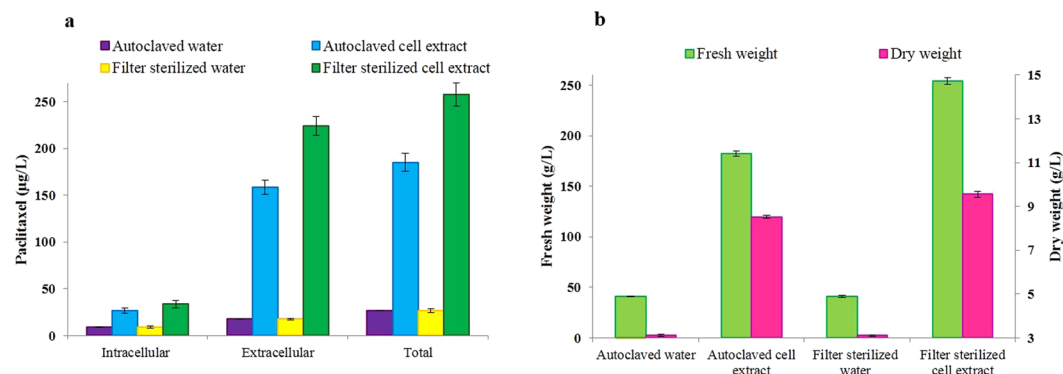 a
Autoclaved water
Autoclaved cell extract
Filter sterilized water
Filter sterilized cell extract
Paclitaxel (µg/L)
250
200
150
100
50
0
Intracellular
Extracellular
Total
b
Fresh weight
Dry weight
Fresh weight (g/L)
250
200
150
100
50
0
Dry weight (g/L)
15
13
11
9
7
5
3
Autoclaved water
Autoclaved cell
extract
Filter sterilized
water
Filter sterilized
cell extract